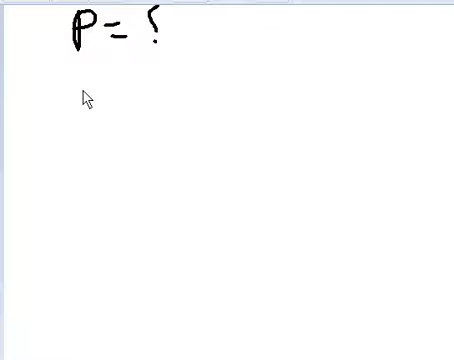 P = ?